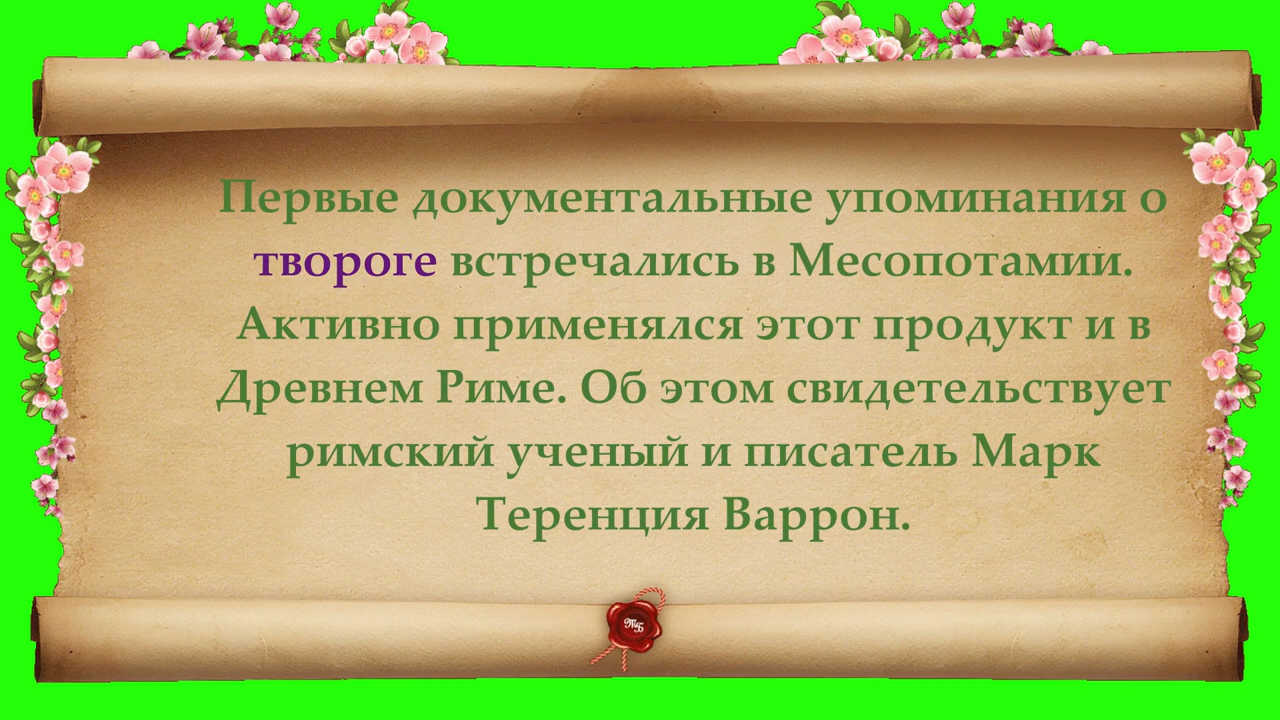 Первые документальные упоминания о
твороге встречались в Месопотамии.
Активно применялся этот продукт и в
Древнем Риме. Об этом свидетельствует
римский ученый и писатель Марк
Теренция Варрон.
ТБ